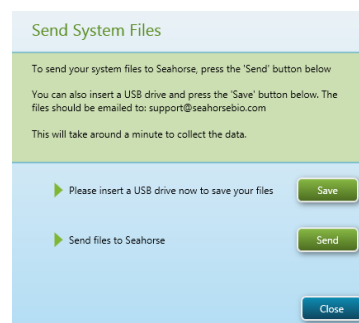 Send System Files
To send your system files to Seahorse, press the 'Send' button below
You can also insert a USB drive and press the 'Save' button below. The
files should be emailed to: support@seahorsebio.com
This will take around a minute to collect the data.
Please insert a USB drive now to save your files
Save
Send files to Seahorse
Send
Close